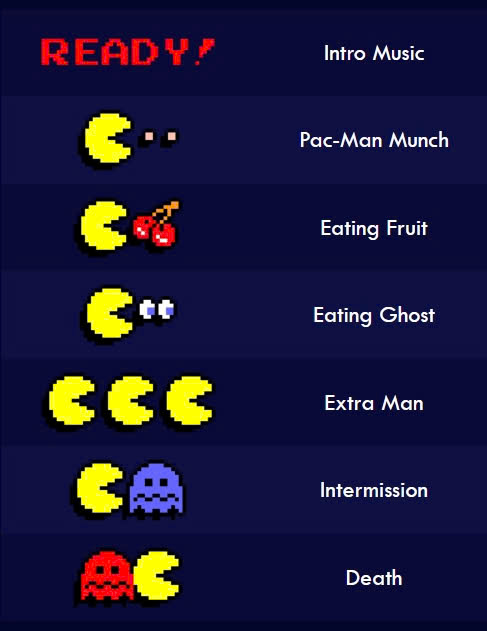 READY! Intro Music
Pac-Man Munch
Eating Fruit
Eating Ghost
Extra Man
Intermission
Death